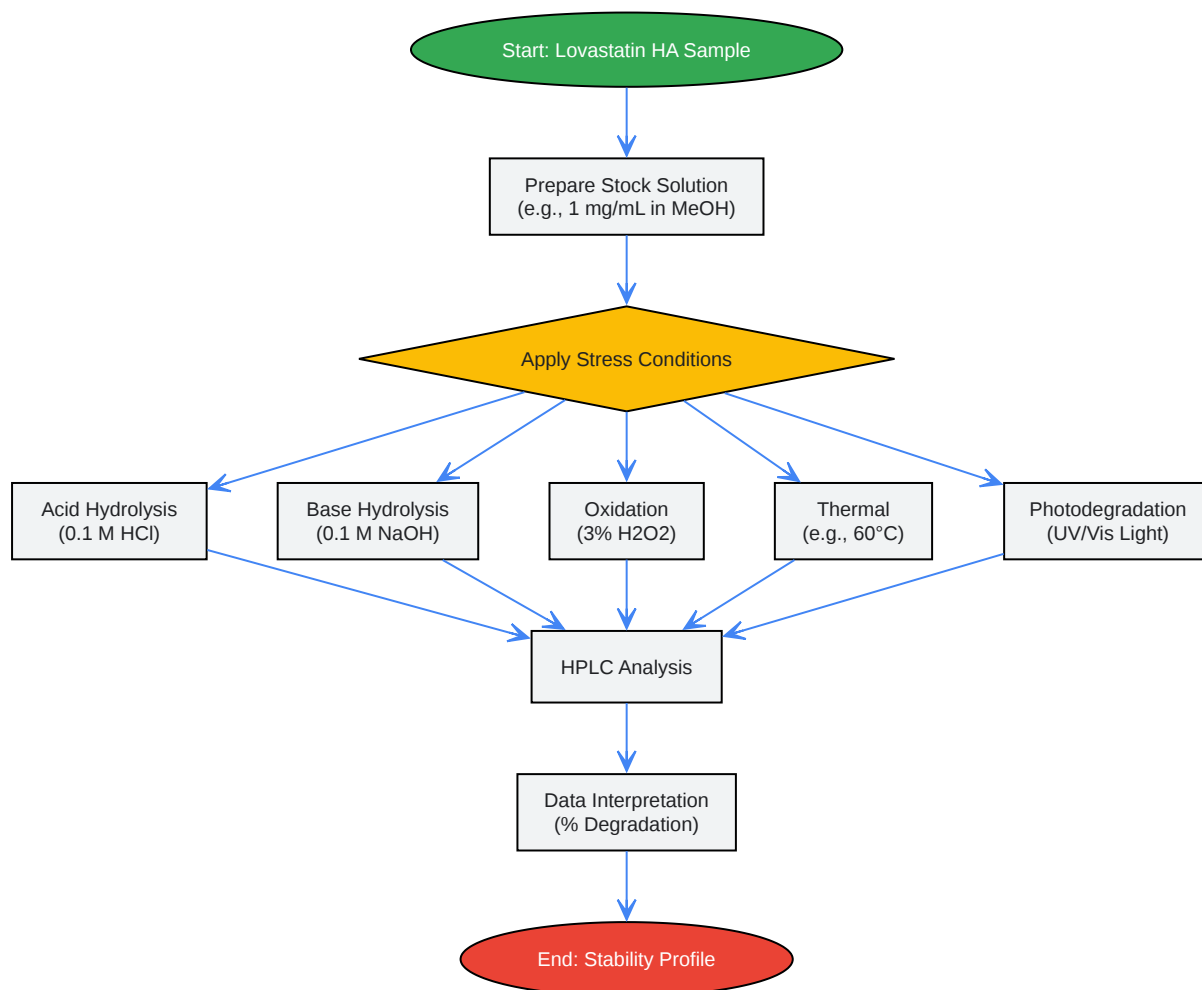 Start: Lovastatin HA Sample
Prepare Stock Solution
(e.g., 1 mg/mL in MeOH)
Apply Stress Conditions
Acid Hydrolysis
(0.1 M HCl)
Base Hydrolysis
(0.1 M NaOH)
Oxidation
(3% H2O2)
Thermal
(e.g., 60°C)
Photodegradation
(UV/Vis Light)
HPLC Analysis
Data Interpretation
(% Degradation)
End: Stability Profile